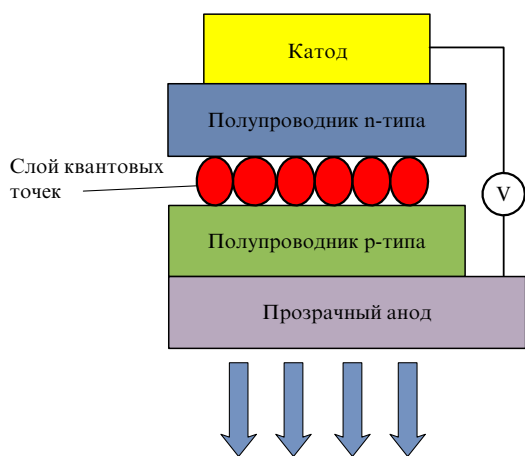 Катод
Полупроводник n-типа
Слой квантовых
точек
V
Полупроводник p-типа
Прозрачный анод